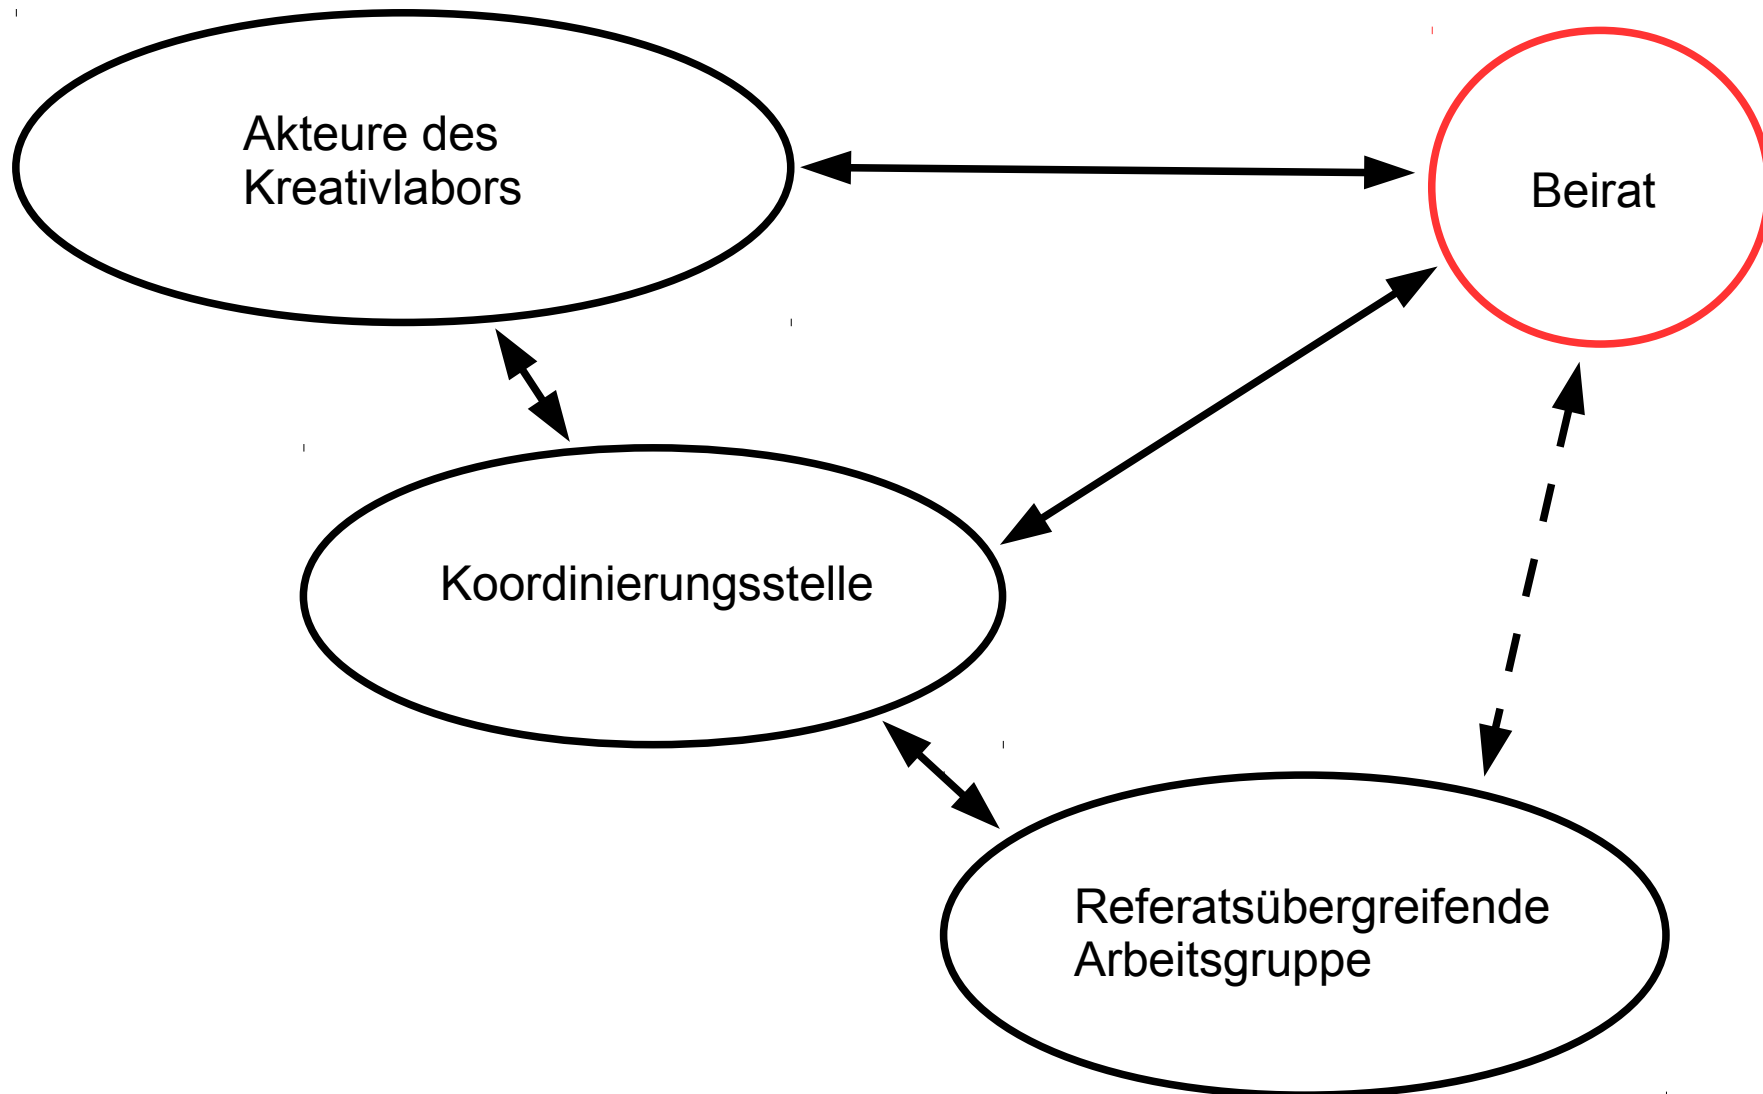 Akteure des
Kreativlabors
Beirat
Koordinierungsstelle
Referatsübergreifende
Arbeitsgruppe